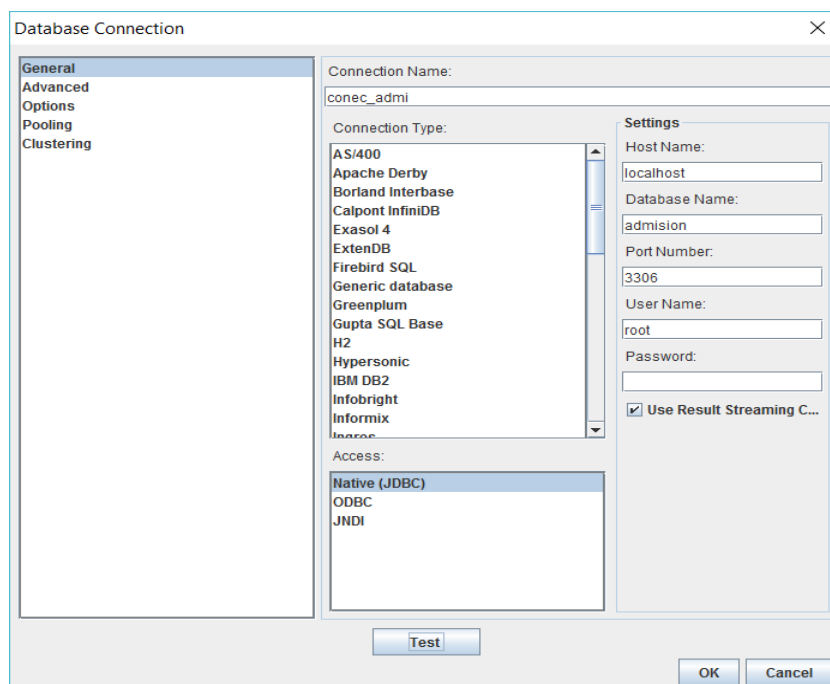 Database Connection
General
Advanced
Options
Pooling
Clustering
Connection Name:
conec_admi
Connection Type:
AS/400
Apache Derby
Borland Interbase
Calpont InfiniDB
Exasol 4
ExtenDB
Firebird SQL
Generic database
Greenplum
Gupta SQL Base
H2
Hypersonic
IBM DB2
Infobright
Informix
Ingres
Access:
Native (JDBC)
ODBC
JNDI
Settings
Host Name:
localhost
Database Name:
admision
Port Number:
3306
User Name:
root
Password:
Use Result Streaming C...
Test
OK
Cancel